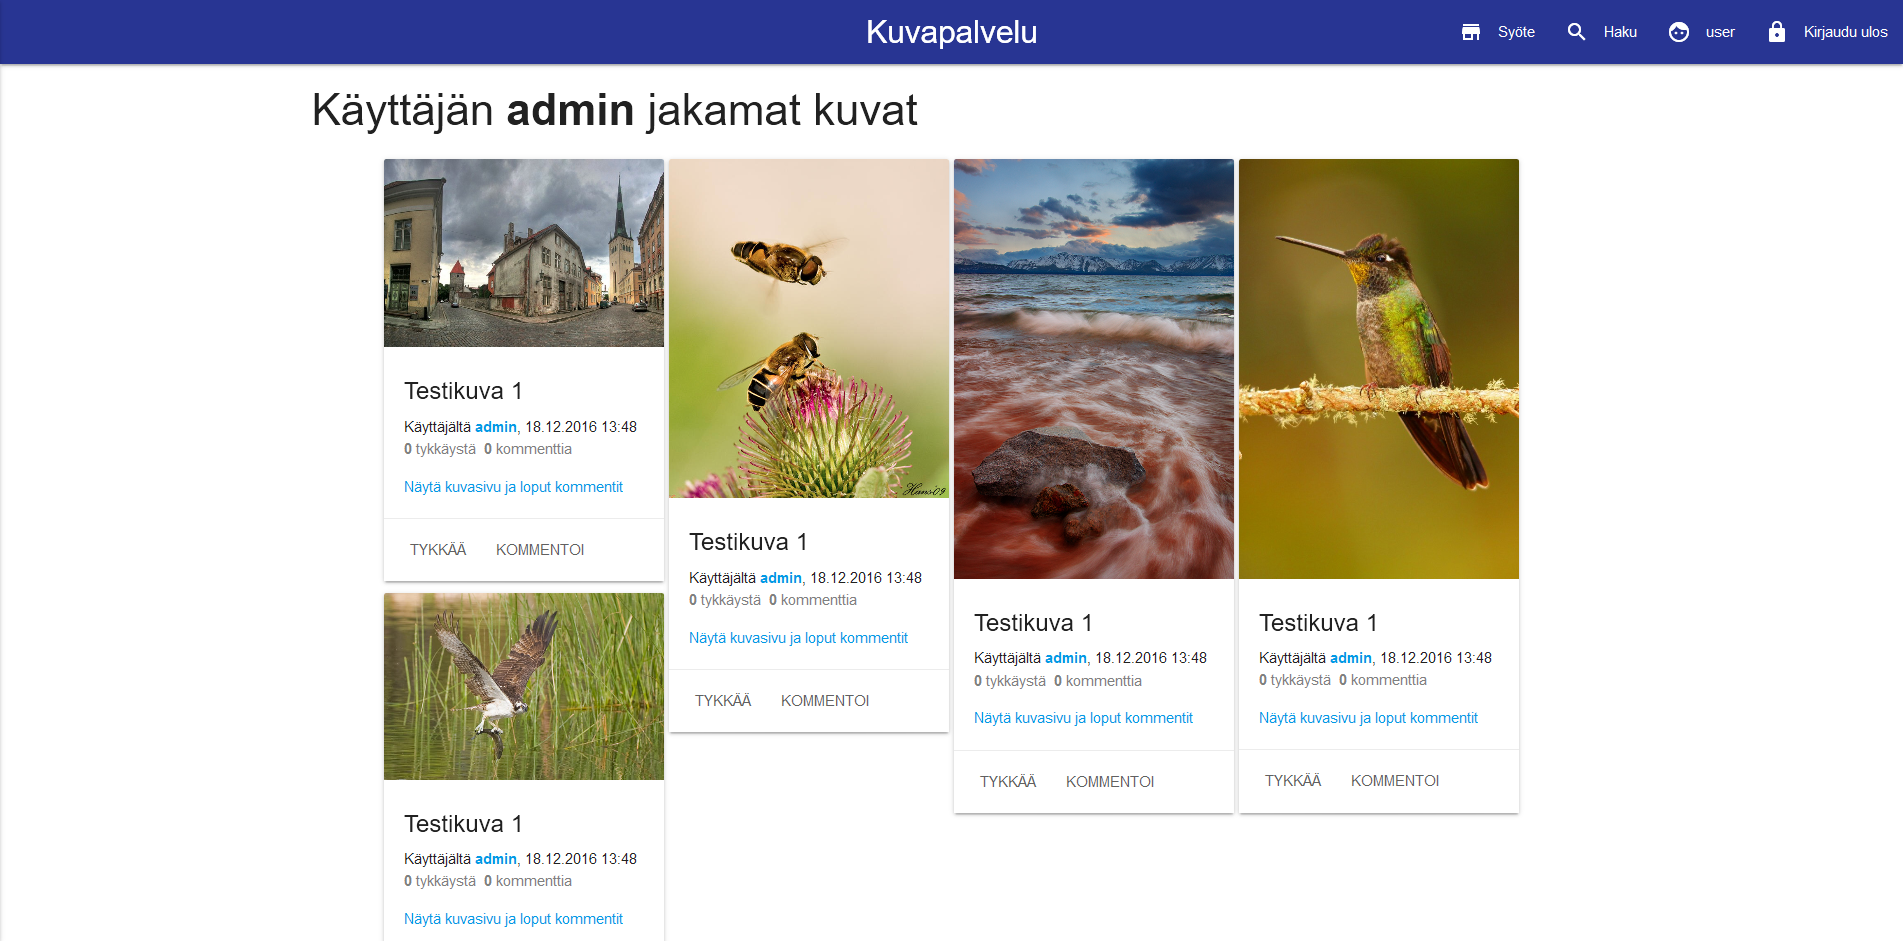 Kuvapalvelu
Syöte
Haku
user
Kirjaudu ulos
Käyttäjän admin jakamat kuvat
Testikuva 1
Käyttäjältä admin, 18.12.2016 13:48
0 tykkäystä 0 kommenttia
Näytä kuvasivu ja loput kommentit
TYKKÄÄ KOMMENTOI
Hans'09
Testikuva 1
Käyttäjältä admin, 18.12.2016 13:48
0 tykkäystä 0 kommenttia
Näytä kuvasivu ja loput kommentit
TYKKÄÄ KOMMENTOI
Testikuva 1
Käyttäjältä admin, 18.12.2016 13:48
0 tykkäystä 0 kommenttia
Näytä kuvasivu ja loput kommentit
TYKKÄÄ KOMMENTOI
Testikuva 1
Käyttäjältä admin, 18.12.2016 13:48
0 tykkäystä 0 kommenttia
Näytä kuvasivu ja loput kommentit
TYKKÄÄ KOMMENTOI
Testikuva 1
Käyttäjältä admin, 18.12.2016 13:48
0 tykkäystä 0 kommenttia
Näytä kuvasivu ja loput kommentit